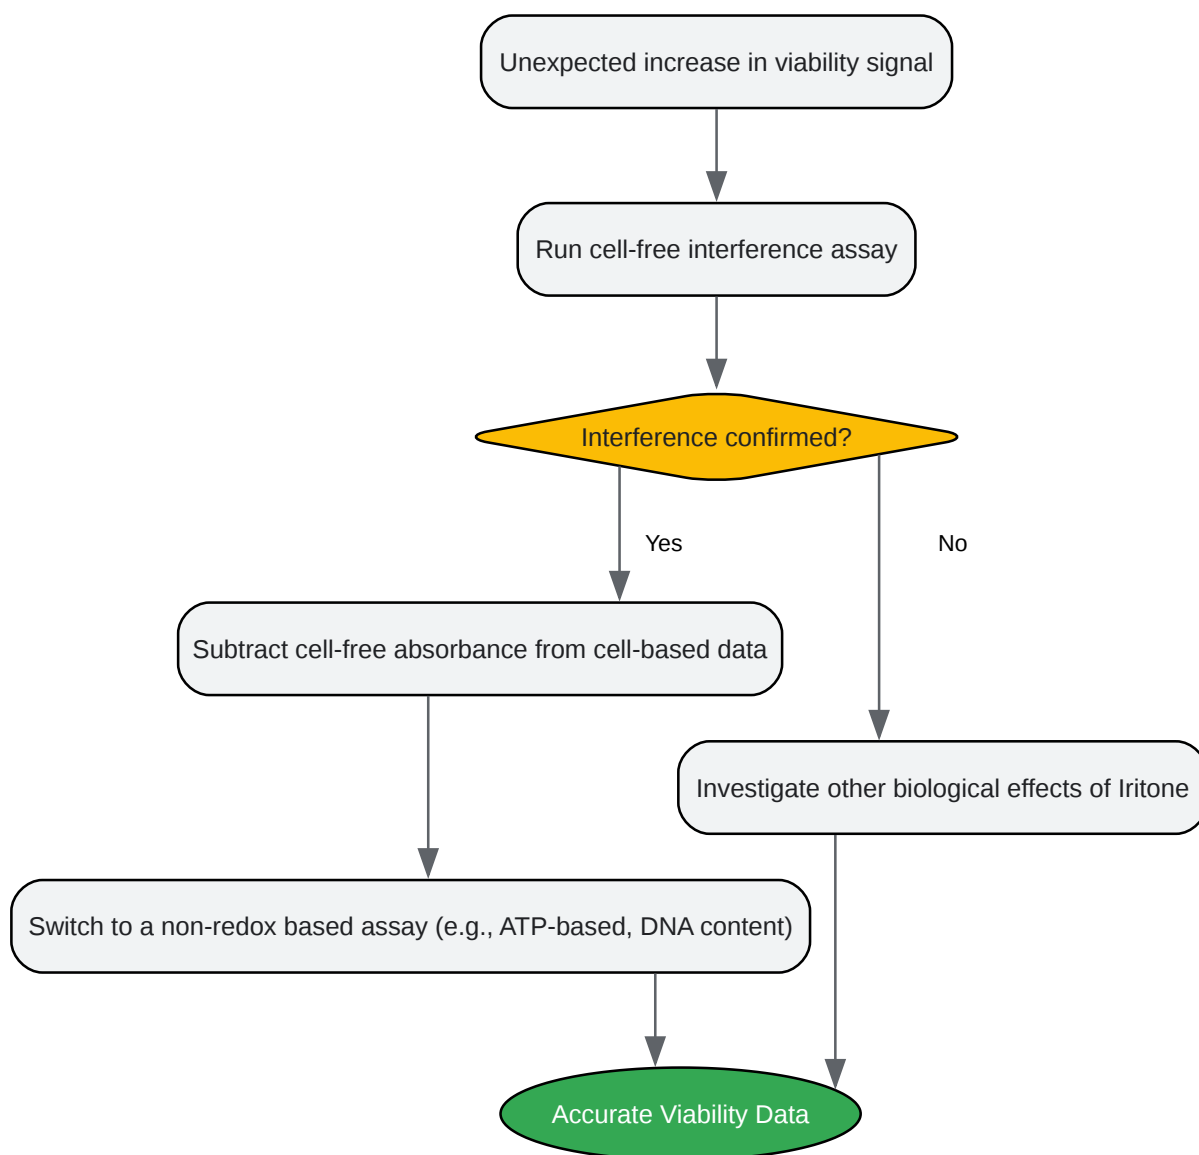 Unexpected increase in viability signal
Run cell-free interference assay
Interference confirmed?
Yes
No
Subtract cell-free absorbance from cell-based data
Investigate other biological effects of Iritone
Switch to a non-redox based assay (e.g., ATP-based, DNA content)
Accurate Viability Data